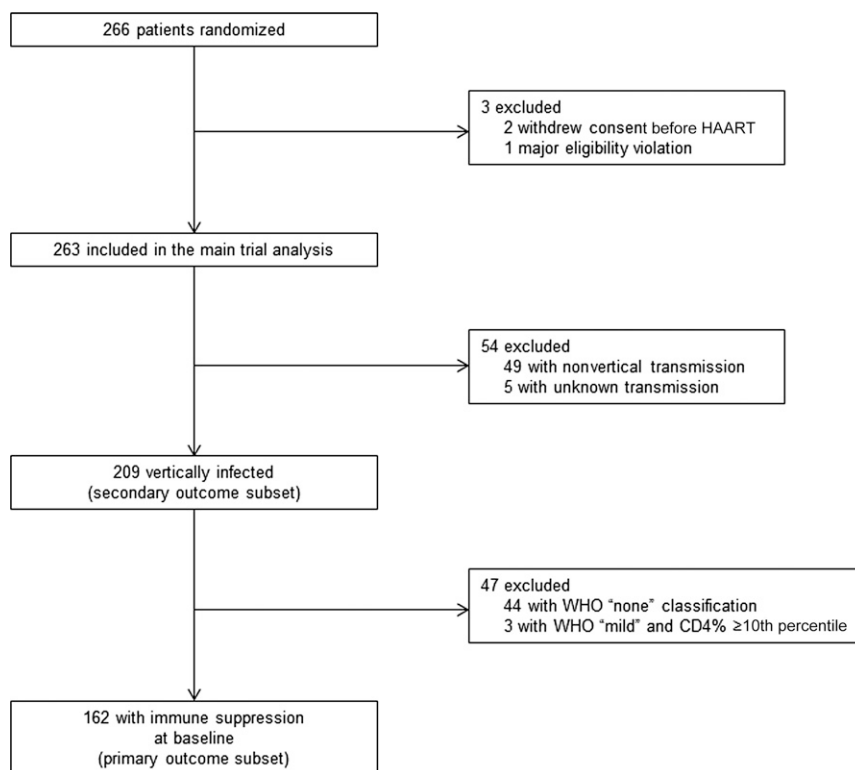 266 patients randomized
3 excluded
2 withdrew consent before HAART
1 major eligibility violation
263 included in the main trial analysis
54 excluded
49 with nonvertical transmission
5 with unknown transmission
209 vertically infected
(secondary outcome subset)
47 excluded
44 with WHO “none” classification
3 with WHO “mild” and CD4% ≥10th percentile
162 with immune suppression
at baseline
(primary outcome subset)